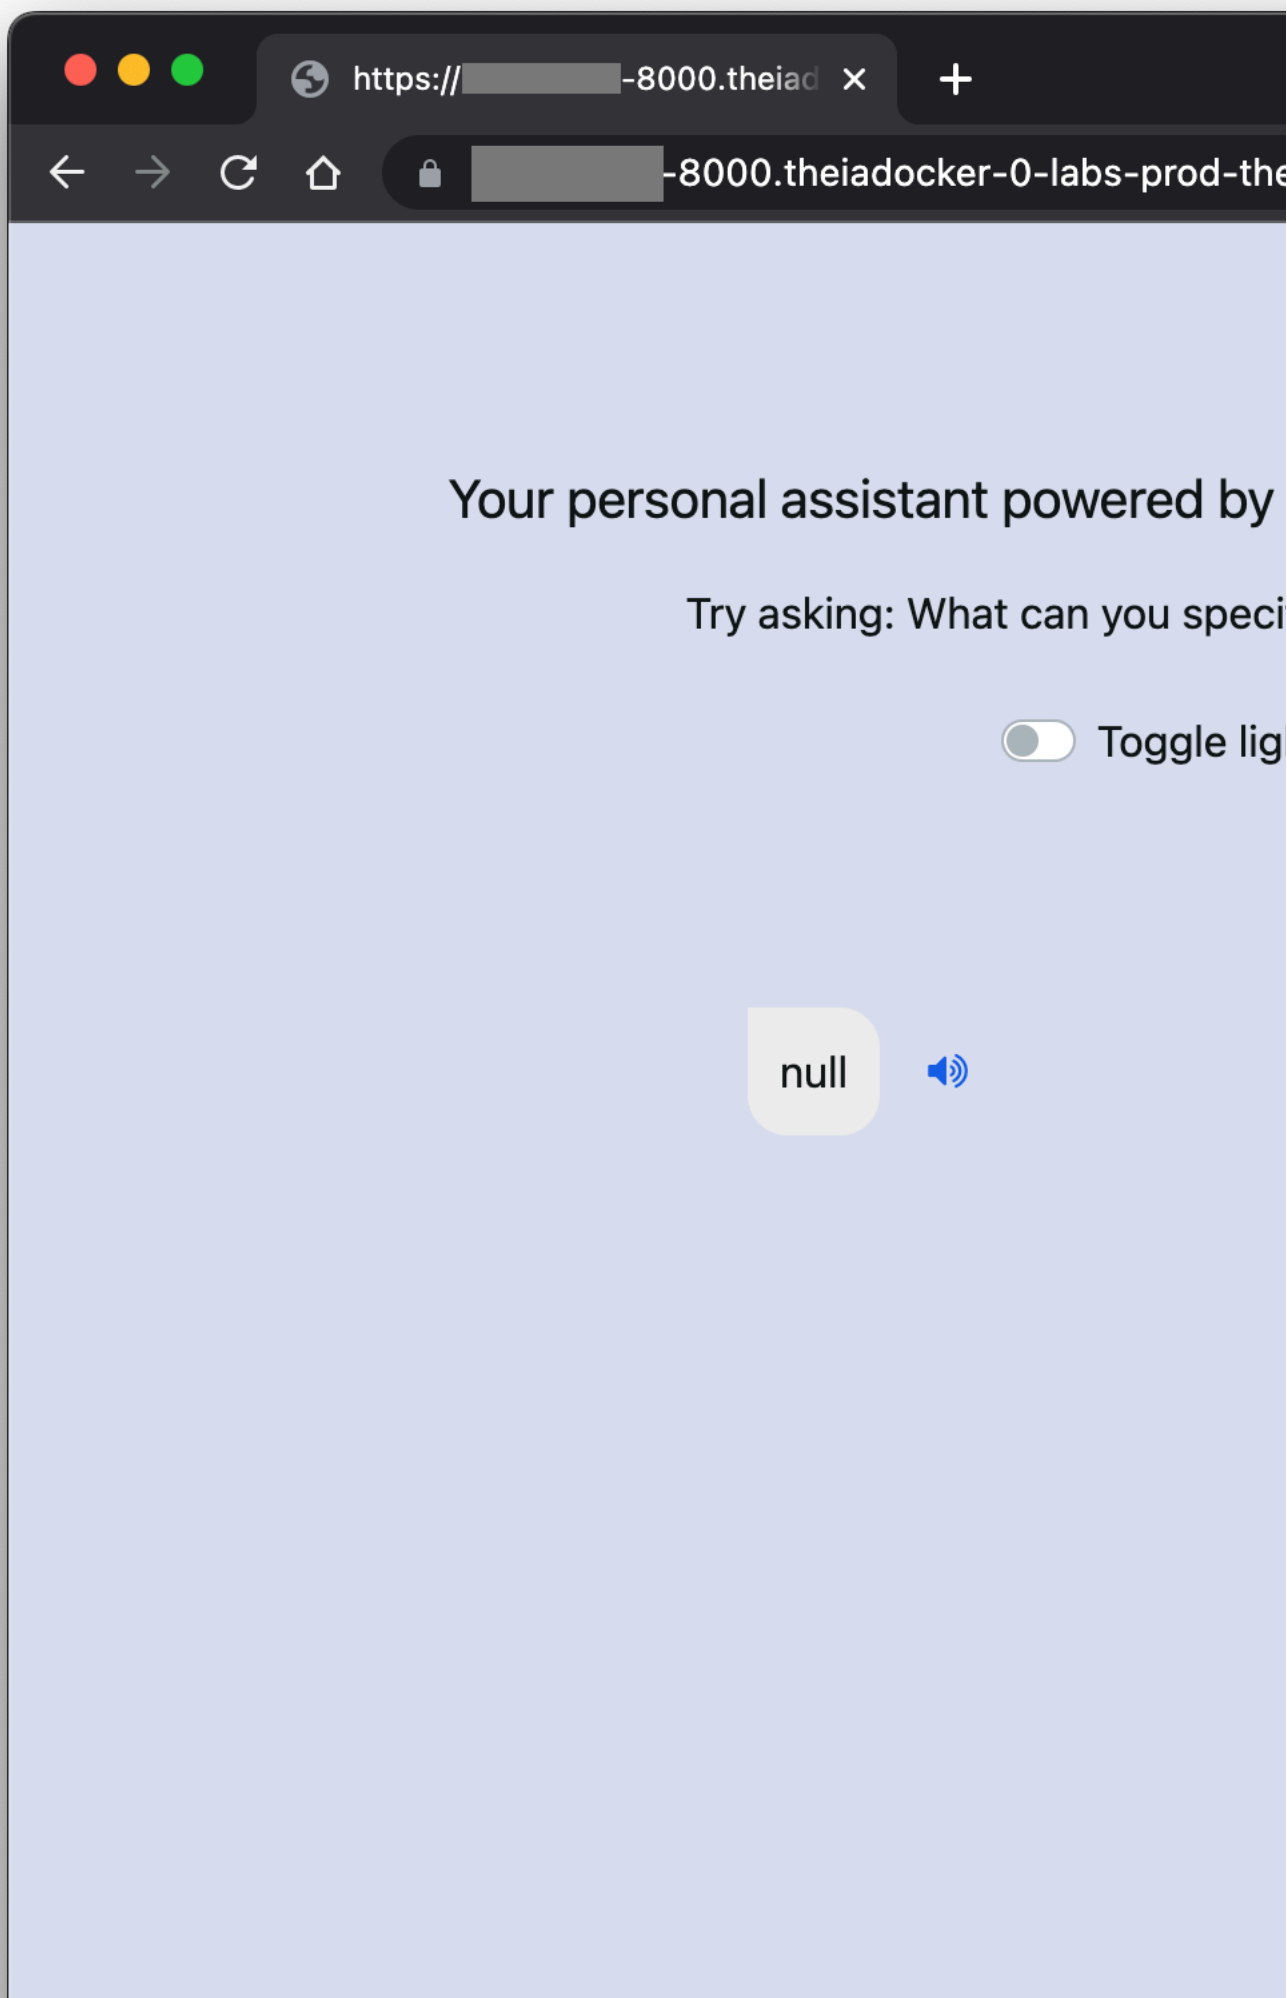 https:// -8000.theiad
-8000.theiadocker-0-labs-prod-the
Your personal assistant powered by
Try asking: What can you speci
Toggle lig
null